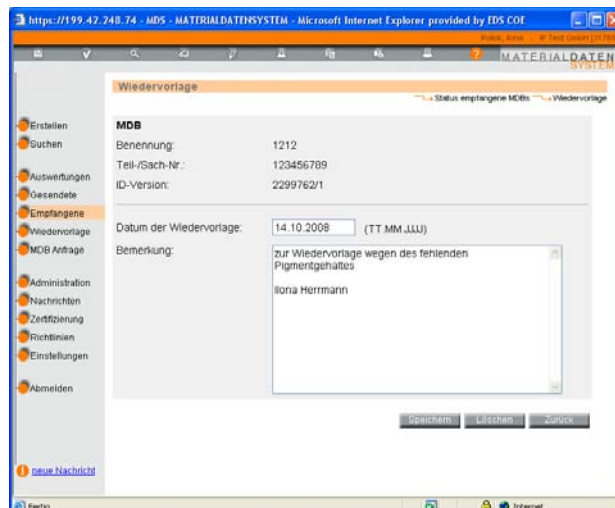 https://199.42.248.74 - MDS - MATERIALDATENSYSTEM - Microsoft Internet Explorer provided by EDS COE
MATERIALDATEN
SYSTEM
Wiedervorlage
Status empfangene MDBs Wiedervorlage
Erstellen
Suchen
Auswertungen
Gesendete
Empfangene
Wiedervorlage
MDB Anfrage
Administration
Nachrichten
Zertifizierung
Richtlinien
Einstellungen
Abmelden
neue Nachricht
MDB
Benennung: 1212
Teil-/Sach-Nr.: 123456789
ID-Version: 2299762/1
Datum der Wiedervorlage: 14.10.2008 (TT.MM.JJJJ)
Bemerkung: zur Wiedervorlage wegen des fehlenden
Pigmentgehaltes
Ilona Herrmann
Speichern Löschen Zurück
Fertig Internet